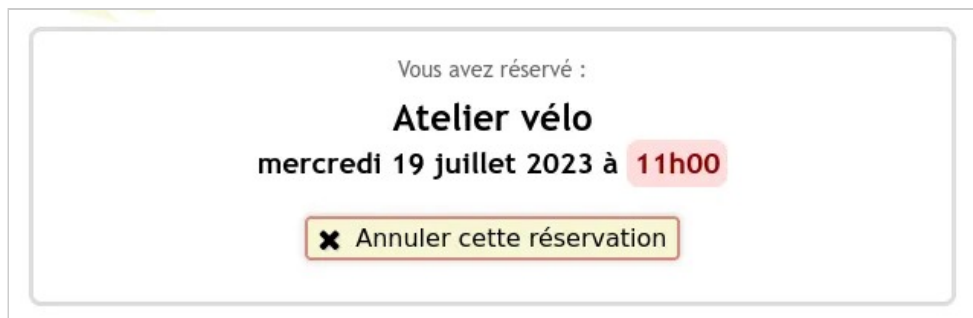 Vous avez réservé :
Atelier vélo
mercredi 19 juillet 2023 à 11h00
✖ Annuler cette réservation